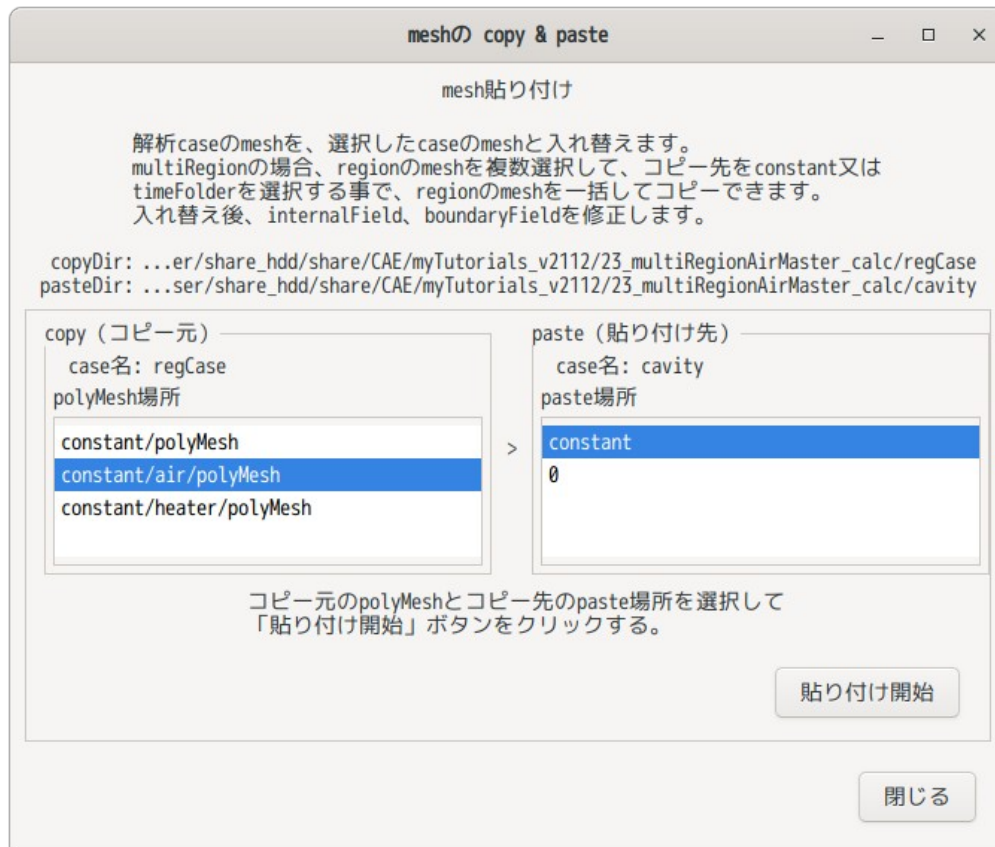 meshの copy & paste
mesh貼り付け
解析caseのmeshを、選択したcaseのmeshと入れ替えます。
multiRegionの場合、regionのmeshを複数選択して、コピー先をconstant又は
timeFolderを選択する事で、regionのmeshを一括してコピーできます。
入れ替え後、internalField、boundaryFieldを修正します。
copyDir: ...er/share_hdd/share/CAE/myTutorials_v2112/23_multiRegionAirMaster_calc/regCase
pasteDir: ...ser/share_hdd/share/CAE/myTutorials_v2112/23_multiRegionAirMaster_calc/cavity
copy（コピー元）
case名: regCase
polyMesh場所
constant/polyMesh
constant/air/polyMesh
constant/heater/polyMesh
>
paste（貼り付け先）
case名: cavity
paste場所
constant
0
コピー元のpolyMeshとコピー先のpaste場所を選択して
「貼り付け開始」ボタンをクリックする。
貼り付け開始
閉じる